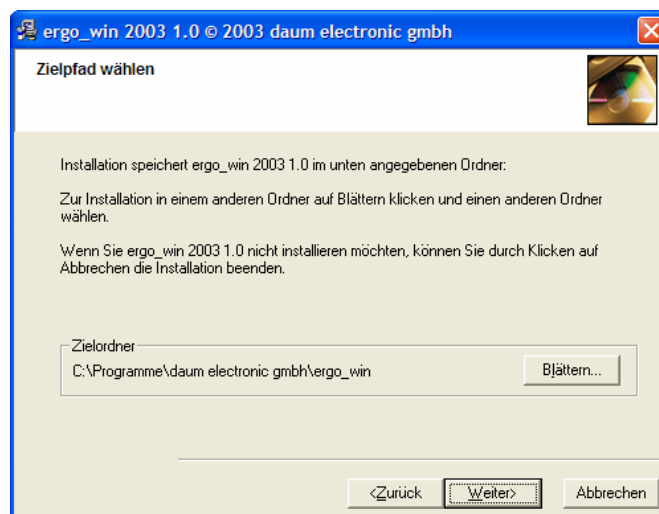 ergo_win 2003 1.0 © 2003 daum electronic gmbh
Zielpfad wählen
Installation speichert ergo_win 2003 1.0 im unten angegebenen Ordner:
Zur Installation in einem anderen Ordner auf Blättern klicken und einen anderen Ordner
wählen.
Wenn Sie ergo_win 2003 1.0 nicht installieren möchten, können Sie durch Klicken auf
Abbrechen die Installation beenden.
Zielordner
C:\Programme\daum electronic gmbh\ergo_win
Blättern...
<Zurück
Weiter>
Abbrechen